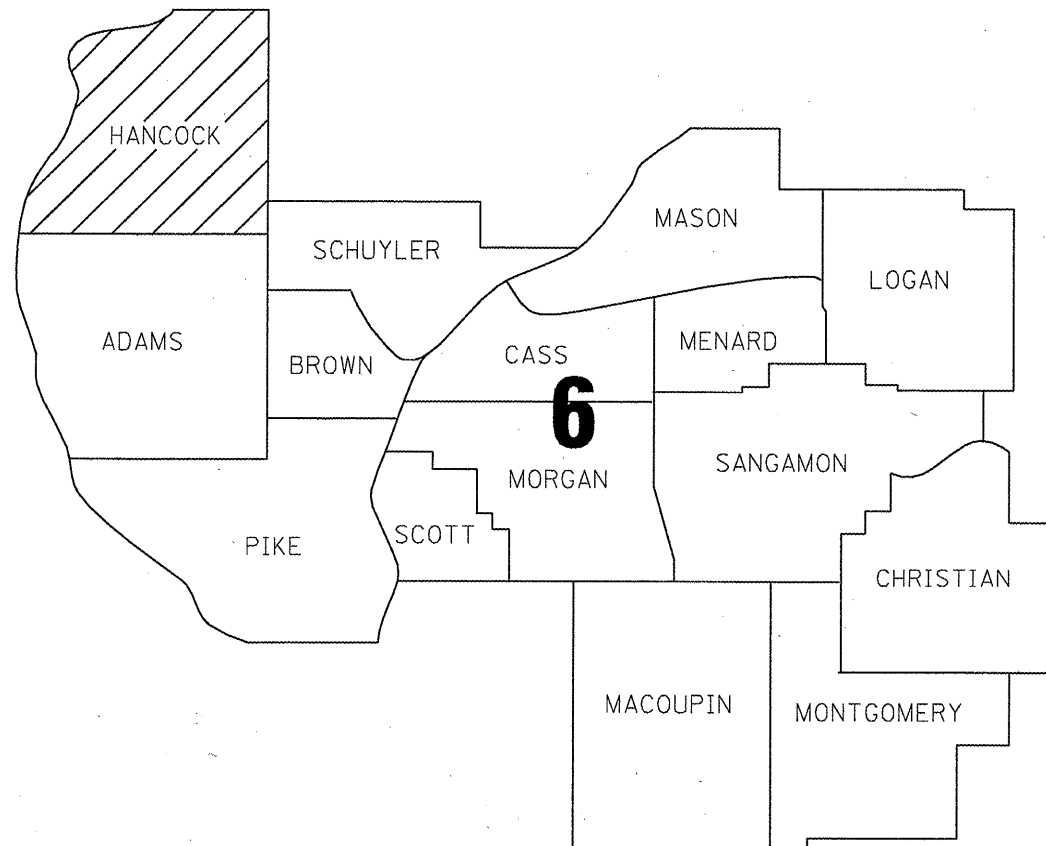 HANCOCK
MASON
SCHUYLER
LOGAN
ADAMS
MENARD
CASS
BROWN
6
SANGAMON
MORGAN
SCOTT
PIKE
CHRISTIAN
MACOUPIN
MONTGOMERY